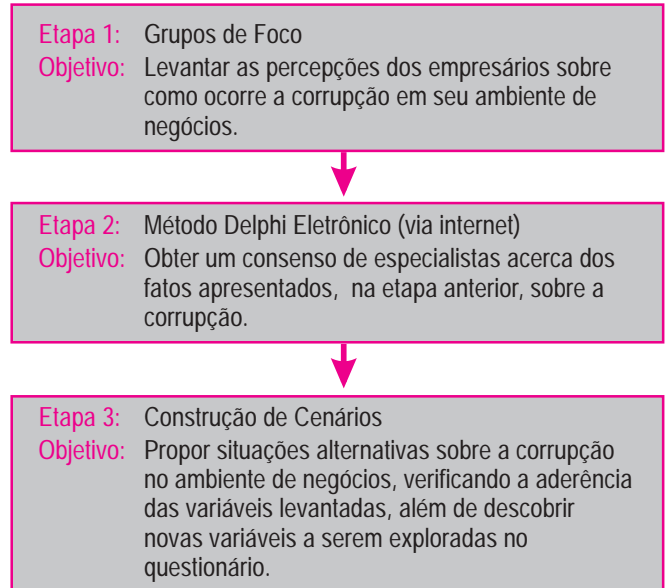 Etapa 1: Grupos de Foco
Objetivo: Levantar as percepções dos empresários sobre
como ocorre a corrupção em seu ambiente de
negócios.
Etapa 2: Método Delphi Eletrônico (via internet)
Objetivo: Obter um consenso de especialistas acerca dos
fatos apresentados, na etapa anterior, sobre a
corrupção.
Etapa 3: Construção de Cenários
Objetivo: Propor situações alternativas sobre a corrupção
no ambiente de negócios, verificando a aderência
das variáveis levantadas, além de descobrir
novas variáveis a serem exploradas no
questionário.